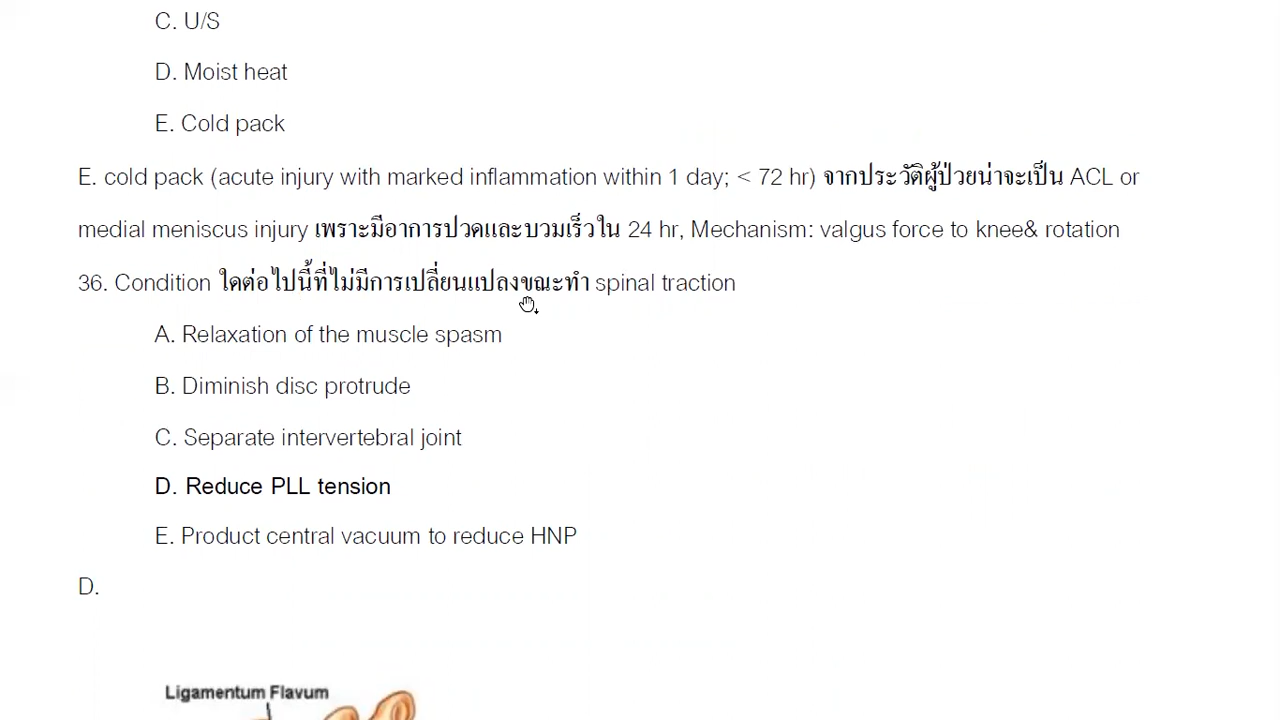 C. U/S
D. Moist heat
E. Cold pack
E. cold pack (acute injury with marked inflammation within 1 day; < 72 hr) จากประวัติผู้ป่วยน่าจะเป็น ACL or
medial meniscus injury เพราะมีอาการปวดและบวมเร็วใน 24 hr, Mechanism: valgus force to knee& rotation
36. Condition ใดต่อไปนี้ที่ไม่มีการเปลี่ยนแปลงขณะทำ spinal traction
A. Relaxation of the muscle spasm
B. Diminish disc protrude
C. Separate intervertebral joint
D. Reduce PLL tension
E. Product central vacuum to reduce HNP
D.
Ligamentum Flavum